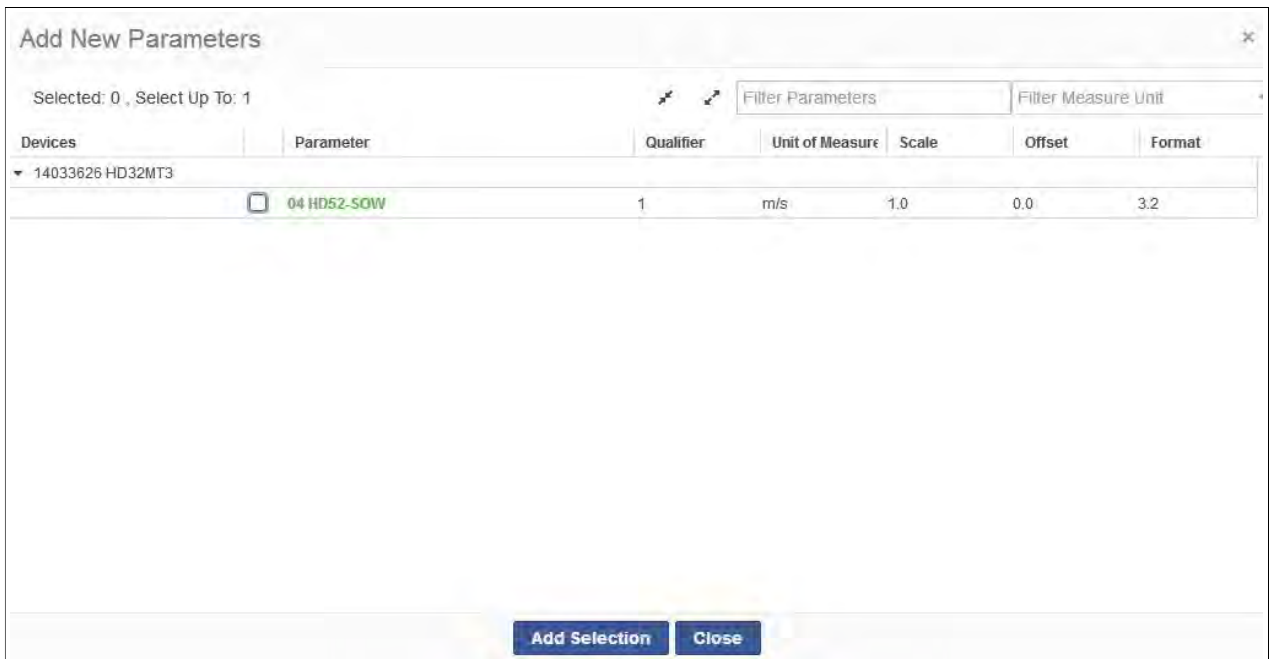 Add New Parameters ×
Selected: 0 , Select Up To: 1 Filter Parameters Filter Measure Unit
Devices Parameter Qualifier Unit of Measure Scale Offset Format
14033626 HD32MT3
04 HD52-SOW 1 m/s 1.0 0.0 3.2
Add Selection Close